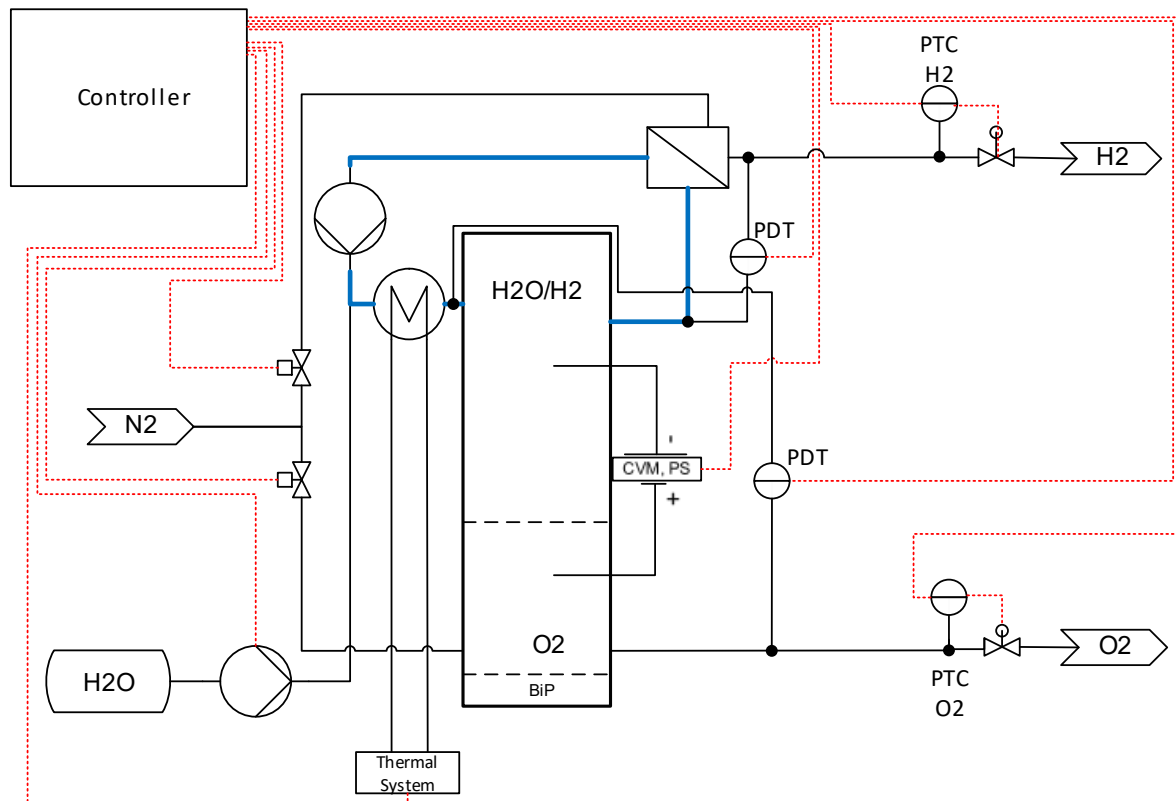 Controller
PTC
H2
H2
PDT
H2O/H2
N2
-
CVM, PS
+
PDT
O2
O2
H2O
BiP
PTC
O2
Thermal
System